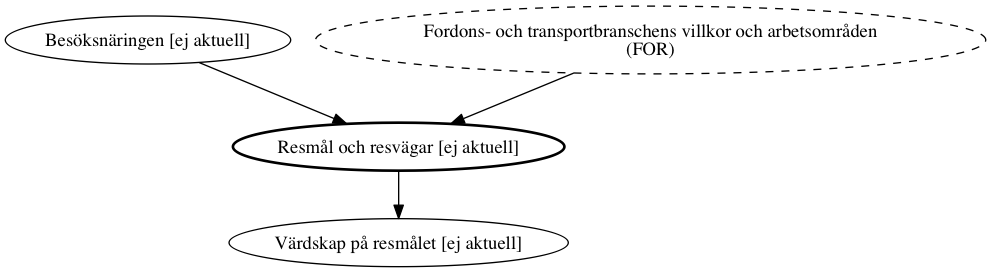 Besöksnäringen [ej aktuell]
Fordons- och transportbranschens villkor och arbetsområden
(FOR)
Resmål och resvägar [ej aktuell]
Värdskap på resmålet [ej aktuell]